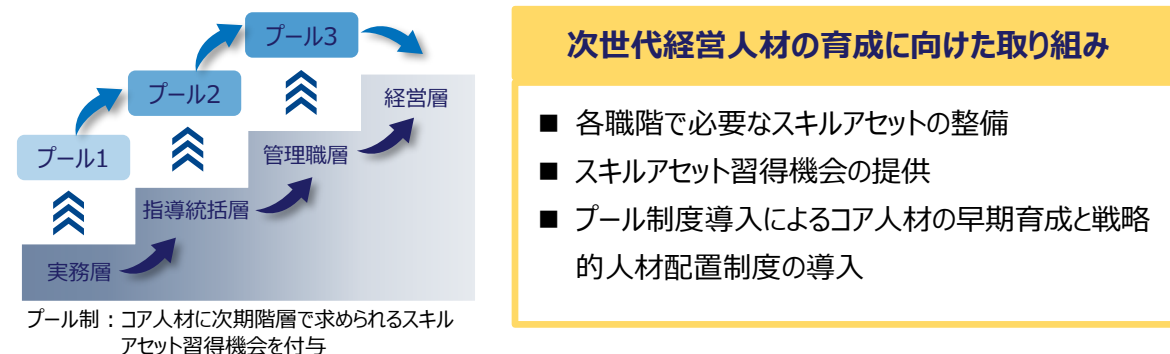 プール3
プール2
プール1
経営層
管理職層
指導統括層
実務層
プール制：コア人材に次期階層で求められるスキル
アセット習得機会を付与
次世代経営人材の育成に向けた取り組み
■ 各職階で必要なスキルアセットの整備
■ スキルアセット習得機会の提供
■ プール制度導入によるコア人材の早期育成と戦略
的人材配置制度の導入